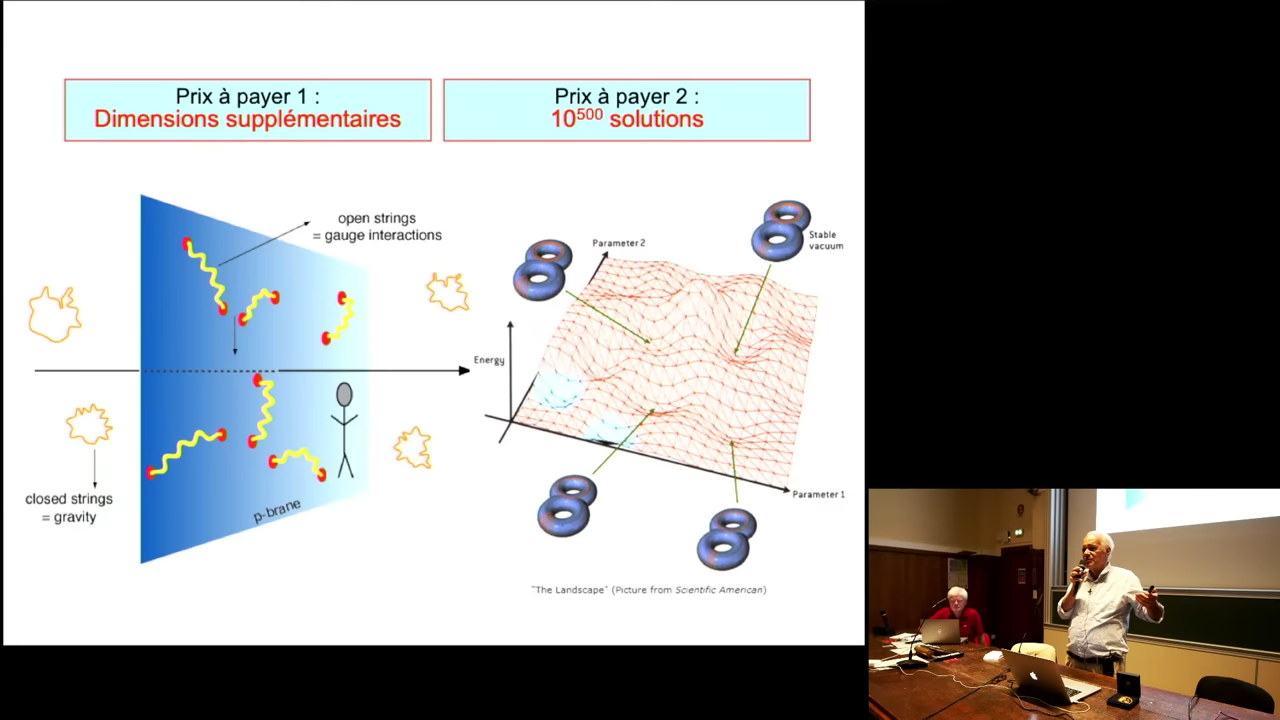 Prix à payer 1 :
Dimensions supplémentaires
Prix à payer 2 :
10⁵⁰⁰ solutions
open strings
= gauge interactions
closed strings
= gravity
p-brane
Parameter 2
Stable
vacuum
Energy
Parameter 1
"The Landscape" (Picture from Scientific American)